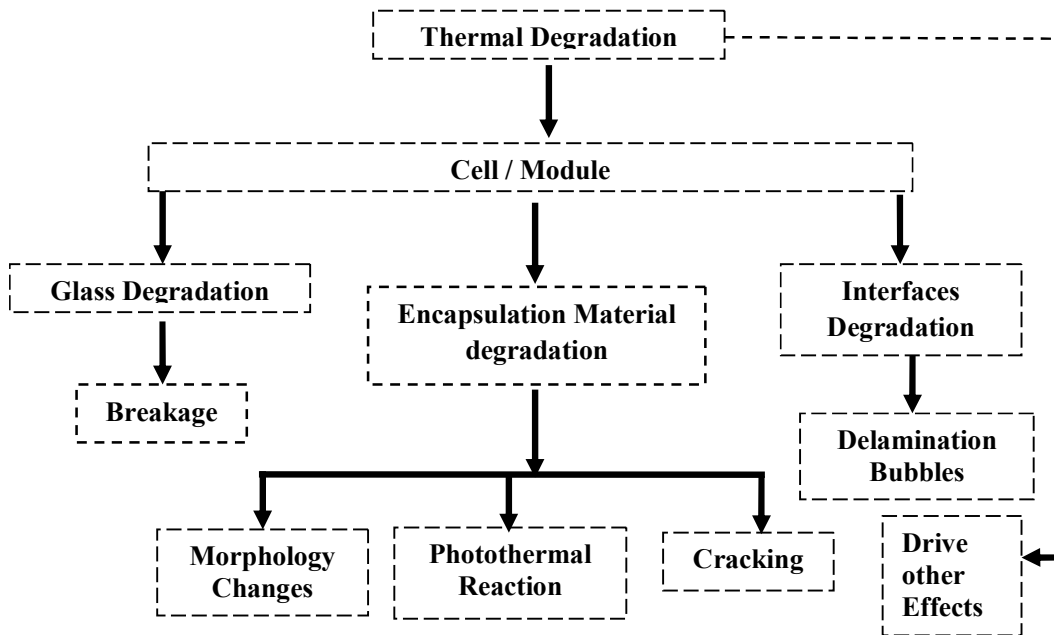 Thermal Degradation
Cell / Module
Glass Degradation
Encapsulation Material
degradation
Interfaces
Degradation
Breakage
Delamination
Bubbles
Morphology
Changes
Photothermal
Reaction
Cracking
Drive
other
Effects